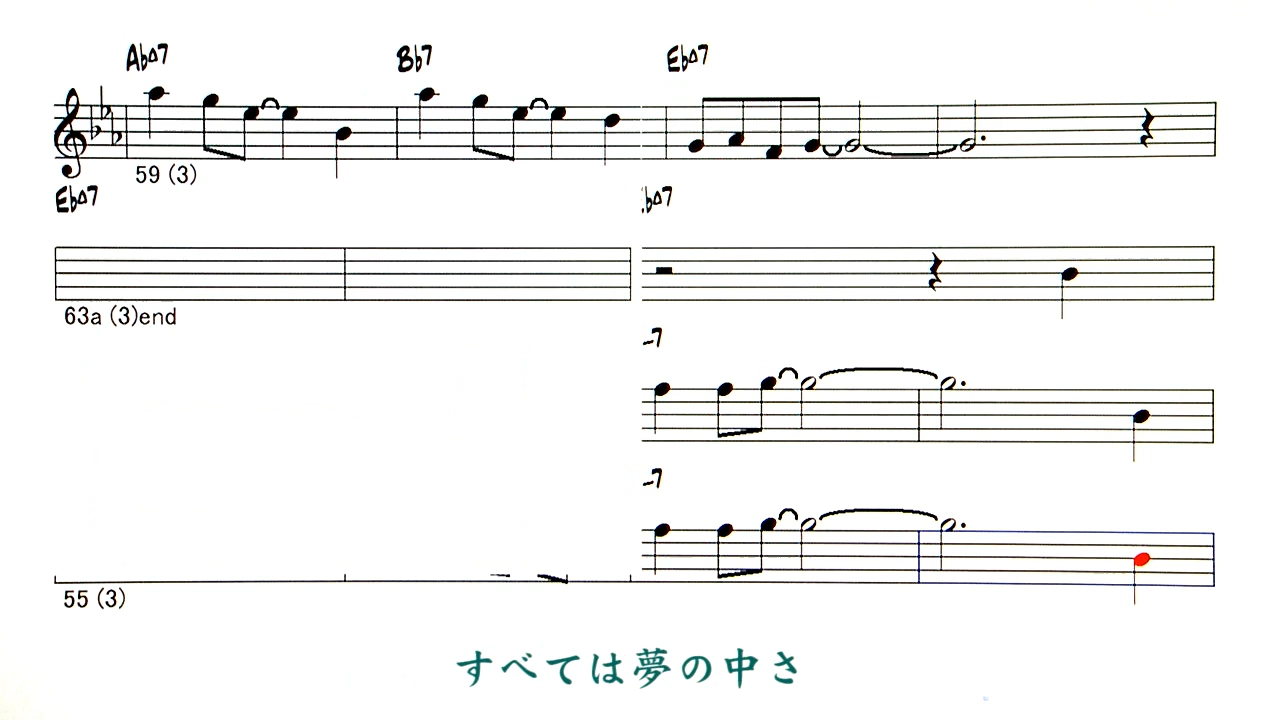 Ab△7 Bb7 Eb△7
59 (3)
Eb△7 b△7
63a (3)end
-7
-7
55 (3)
すべては夢の中さ